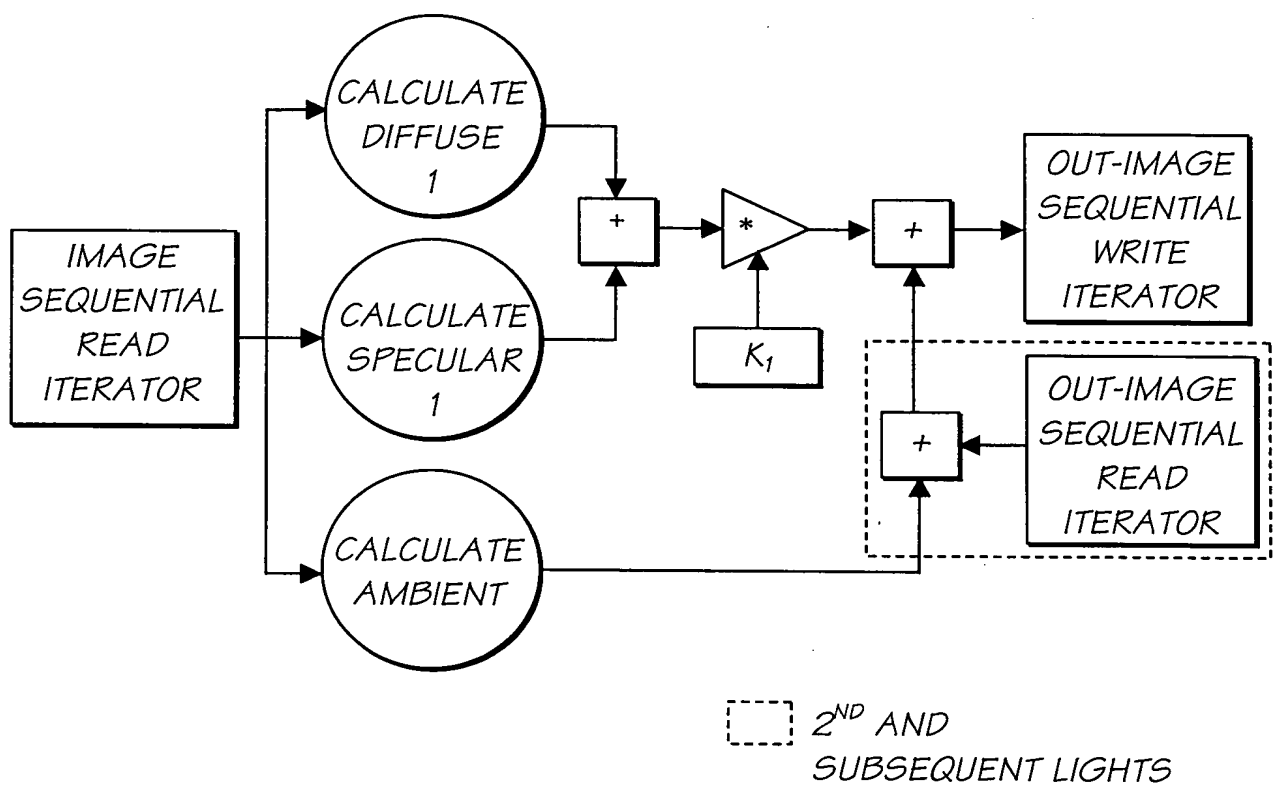 IMAGE
SEQUENTIAL
READ
ITERATOR
CALCULATE
DIFFUSE
1
CALCULATE
SPECULAR
1
CALCULATE
AMBIENT
+
*
K₁
+
+
OUT-IMAGE
SEQUENTIAL
WRITE
ITERATOR
OUT-IMAGE
SEQUENTIAL
READ
ITERATOR
2ᴺᴰ AND
SUBSEQUENT LIGHTS